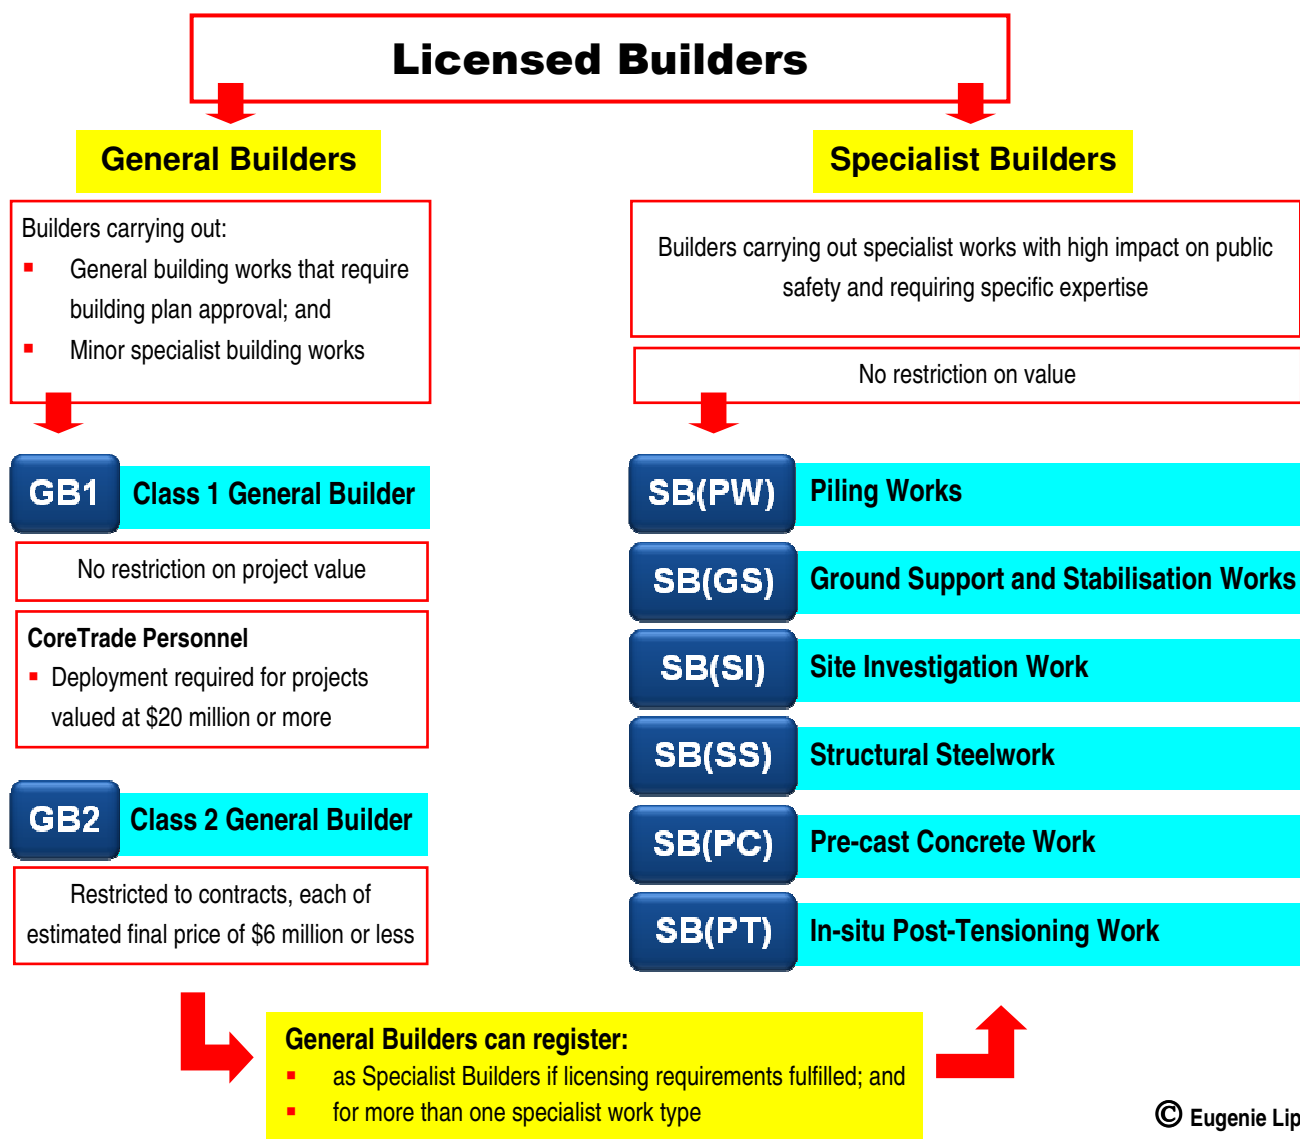 Licensed Builders
General Builders
Builders carrying out:
▪ General building works that require
building plan approval; and
▪ Minor specialist building works
GB1 Class 1 General Builder
No restriction on project value
CoreTrade Personnel
▪ Deployment required for projects
valued at $20 million or more
GB2 Class 2 General Builder
Restricted to contracts, each of
estimated final price of $6 million or less
Specialist Builders
Builders carrying out specialist works with high impact on public
safety and requiring specific expertise
No restriction on value
SB(PW) Piling Works
SB(GS) Ground Support and Stabilisation Works
SB(SI) Site Investigation Work
SB(SS) Structural Steelwork
SB(PC) Pre-cast Concrete Work
SB(PT) In-situ Post-Tensioning Work
General Builders can register:
▪ as Specialist Builders if licensing requirements fulfilled; and
▪ for more than one specialist work type
© Eugenie Lip